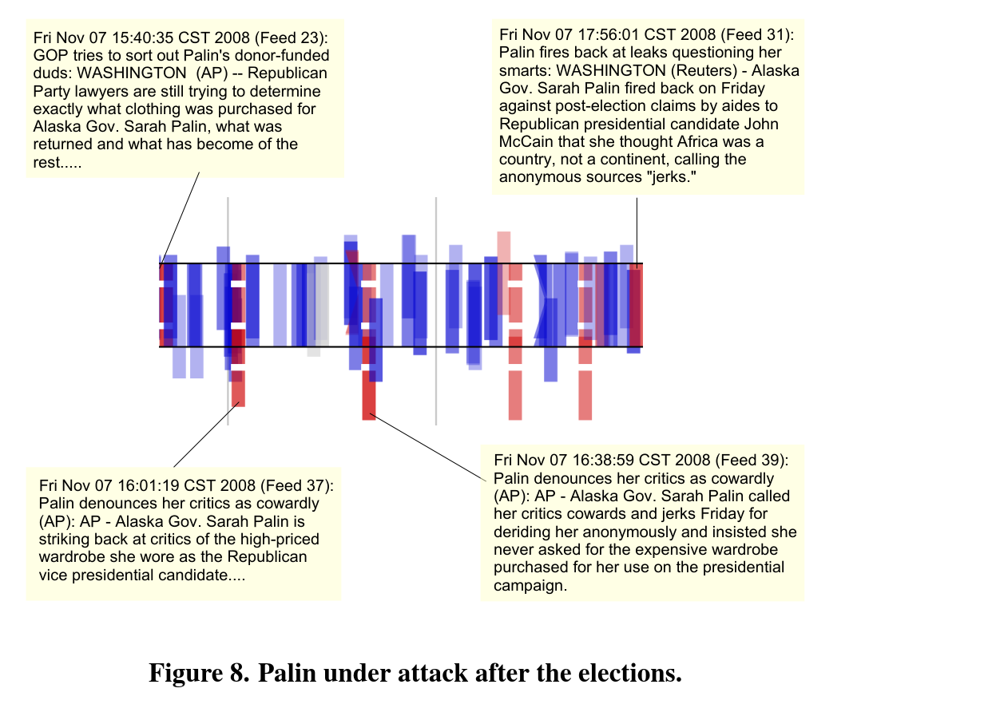 Fri Nov 07 15:40:35 CST 2008 (Feed 23):
GOP tries to sort out Palin's donor-funded
duds: WASHINGTON  (AP) -- Republican
Party lawyers are still trying to determine
exactly what clothing was purchased for
Alaska Gov. Sarah Palin, what was
returned and what has become of the
rest.....
Fri Nov 07 17:56:01 CST 2008 (Feed 31):
Palin fires back at leaks questioning her
smarts: WASHINGTON (Reuters) - Alaska
Gov. Sarah Palin fired back on Friday
against post-election claims by aides to
Republican presidential candidate John
McCain that she thought Africa was a
country, not a continent, calling the
anonymous sources "jerks."
Fri Nov 07 16:01:19 CST 2008 (Feed 37):
Palin denounces her critics as cowardly
(AP): AP - Alaska Gov. Sarah Palin is
striking back at critics of the high-priced
wardrobe she wore as the Republican
vice presidential candidate....
Fri Nov 07 16:38:59 CST 2008 (Feed 39):
Palin denounces her critics as cowardly
(AP): AP - Alaska Gov. Sarah Palin called
her critics cowards and jerks Friday for
deriding her anonymously and insisted she
never asked for the expensive wardrobe
purchased for her use on the presidential
campaign.
Figure 8. Palin under attack after the elections.